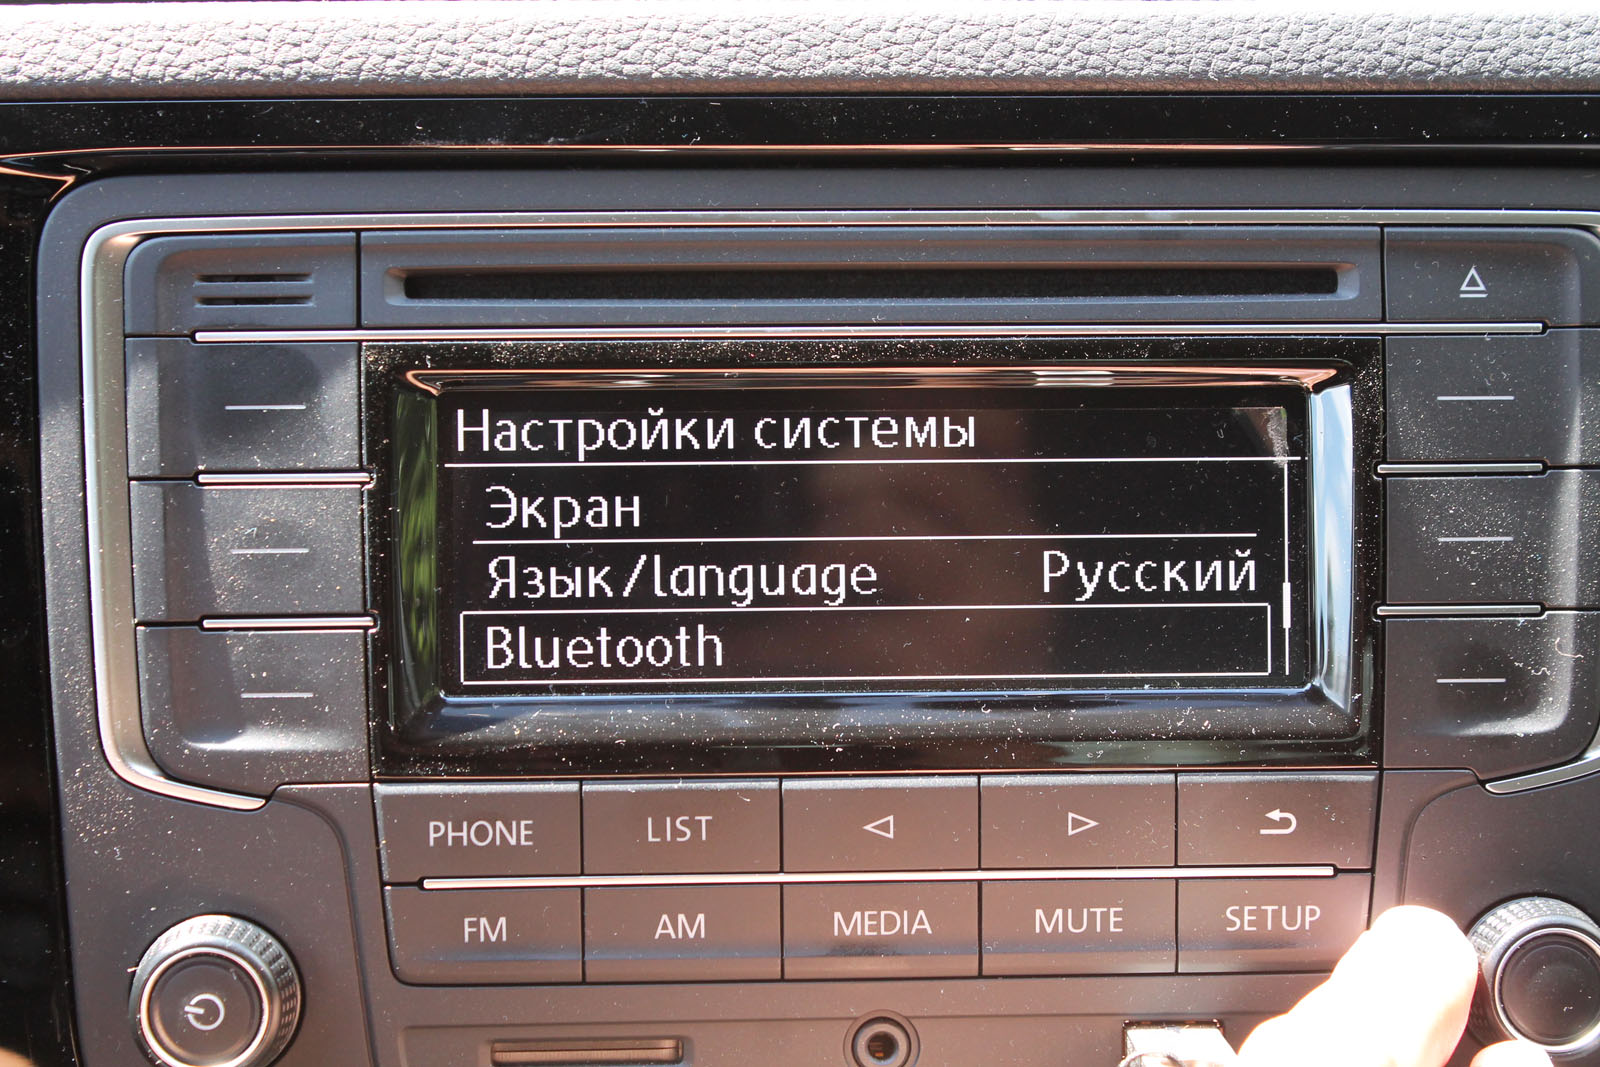 Настройки системы
Экран
Язык/language Русский
Bluetooth
PHONE LIST
FM AM MEDIA MUTE SETUP